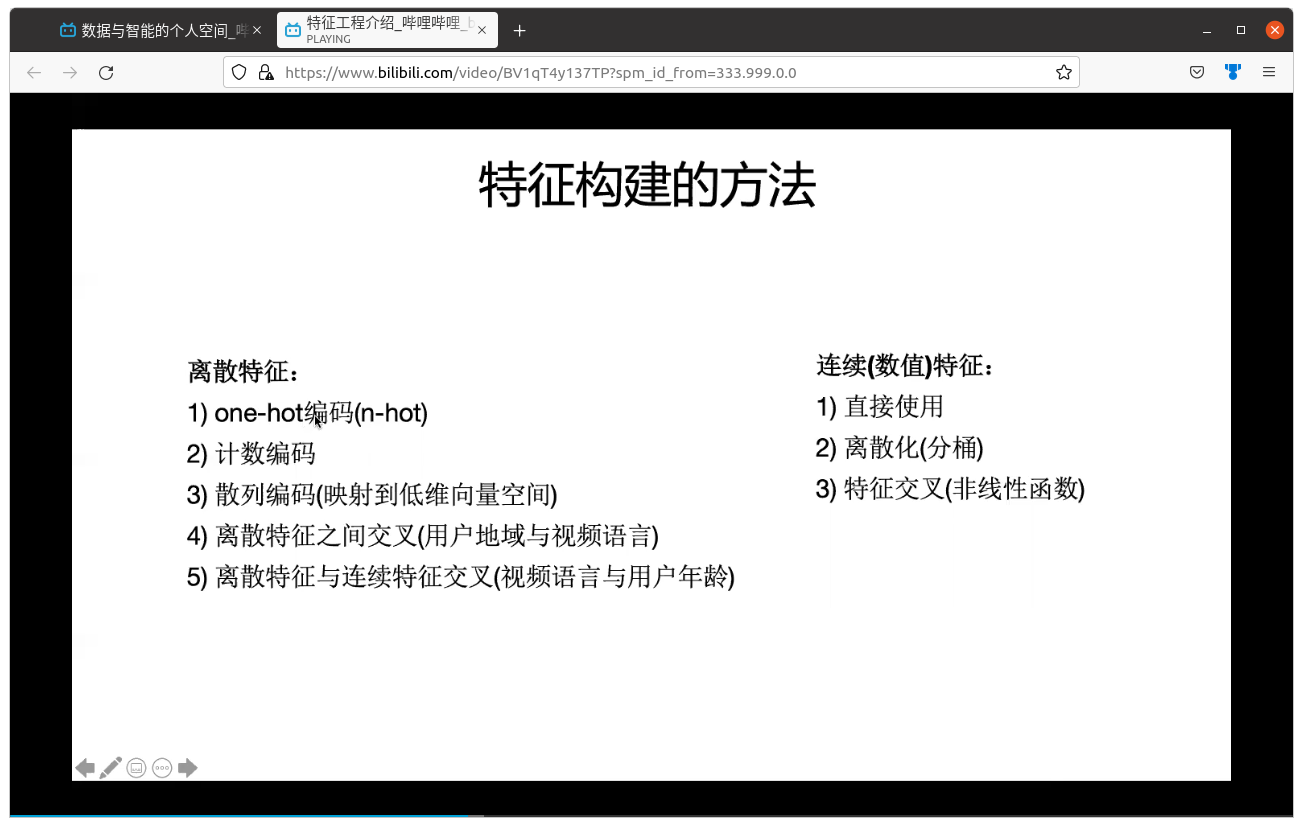 数据与智能的个人空间_哔
特征工程介绍_哔哩哔哩_b
PLAYING
https://www.bilibili.com/video/BV1qT4y137TP?spm_id_from=333.999.0.0
特征构建的方法
离散特征：
1) one-hot编码(n-hot)
2) 计数编码
3) 散列编码(映射到低维向量空间)
4) 离散特征之间交叉(用户地域与视频语言)
5) 离散特征与连续特征交叉(视频语言与用户年龄)
连续(数值)特征：
1) 直接使用
2) 离散化(分桶)
3) 特征交叉(非线性函数)